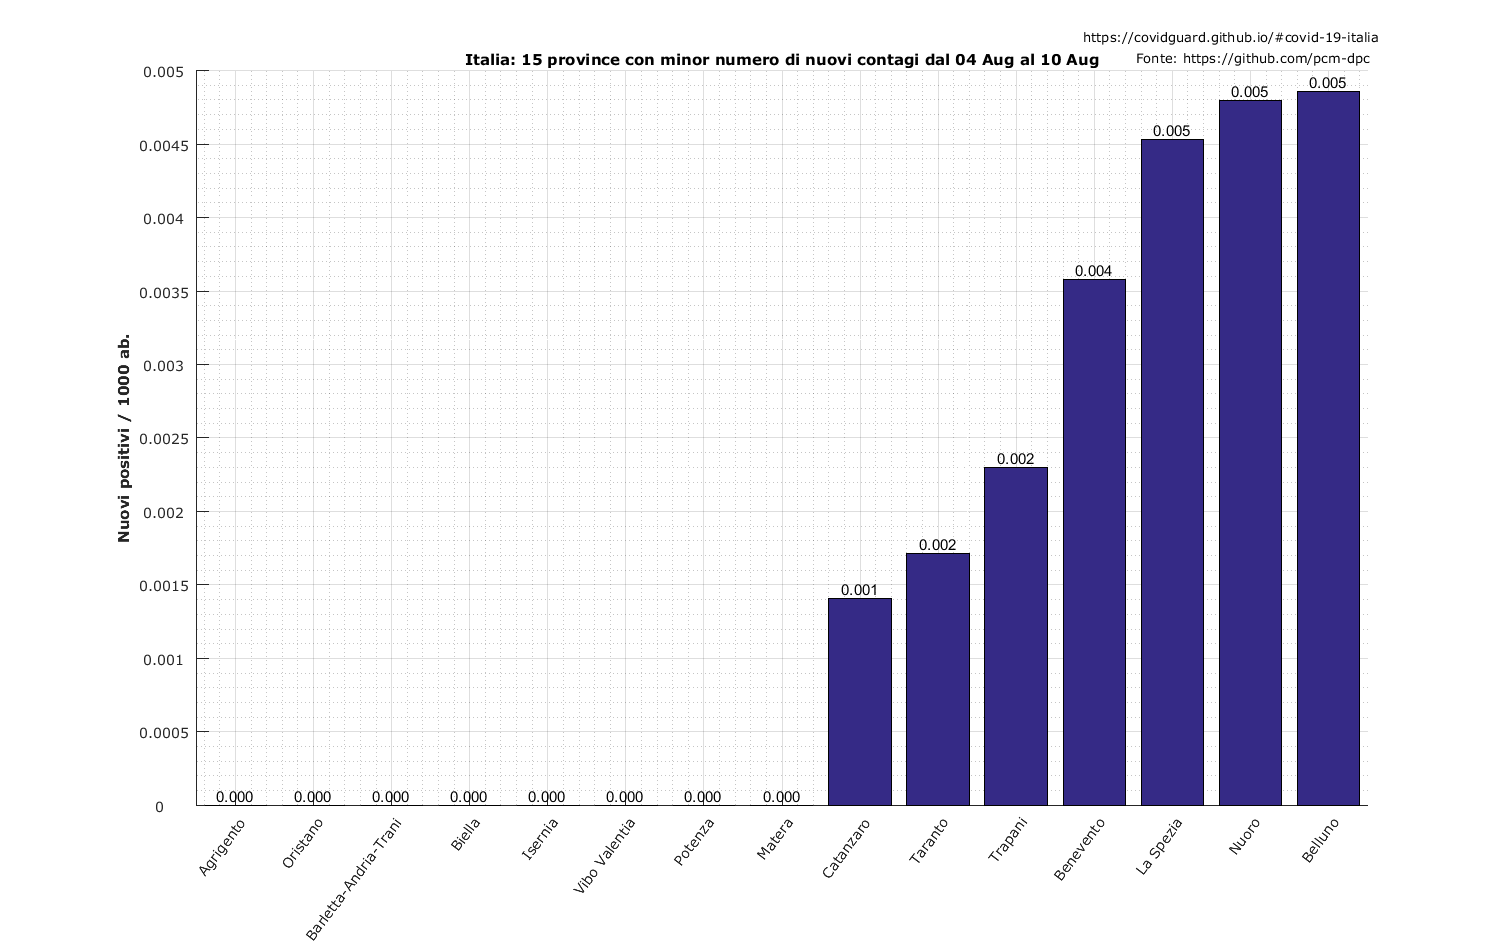 https://covidguard.github.io/#covid-19-italia
Italia: 15 province con minor numero di nuovi contagi dal 04 Aug al 10 Aug
Fonte: https://github.com/pcm-dpc
Nuovi positivi / 1000 ab.
0.005
0.0045
0.004
0.0035
0.003
0.0025
0.002
0.0015
0.001
0.0005
0
0.000
0.000
0.000
0.000
0.000
0.000
0.000
0.000
0.001
0.002
0.002
0.004
0.005
0.005
0.005
Agrigento
Oristano
Barletta-Andria-Trani
Biella
Isernia
Vibo Valentia
Potenza
Matera
Catanzaro
Taranto
Trapani
Benevento
La Spezia
Nuoro
Belluno